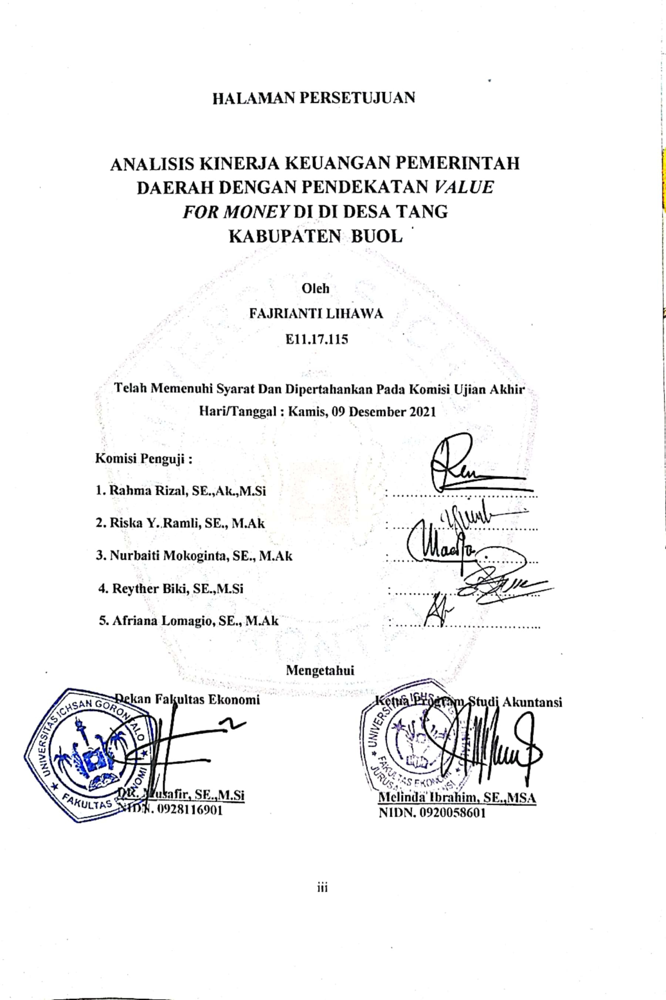 HALAMAN PERSETUJUAN
ANALISIS KINERJA KEUANGAN PEMERINTAH
DAERAH DENGAN PENDEKATAN VALUE
FOR MONEY DI DI DESA TANG
KABUPATEN BUOL
Oleh
FAJRIANTI LIHAWA
E11.17.115
Telah Memenuhi Syarat Dan Dipertahankan Pada Komisi Ujian Akhir
Hari/Tanggal : Kamis, 09 Desember 2021
Komisi Penguji :
1. Rahma Rizal, SE.,Ak.,M.Si : ........................................
2. Riska Y. Ramli, SE., M.Ak : ........................................
3. Nurbaiti Mokoginta, SE., M.Ak : ........................................
4. Reyther Biki, SE.,M.Si : ........................................
5. Afriana Lomagio, SE., M.Ak : ........................................
Mengetahui
Dekan Fakultas Ekonomi
UNIVERSITAS ICHSAN GORONTALO
FAKULTAS EKONOMI
DR. Musafir, SE.,M.Si
NIDN. 0928116901
Ketua Program Studi Akuntansi
FAKULTAS EKONOMI
Melinda Ibrahim, SE.,MSA
NIDN. 0920058601
iii